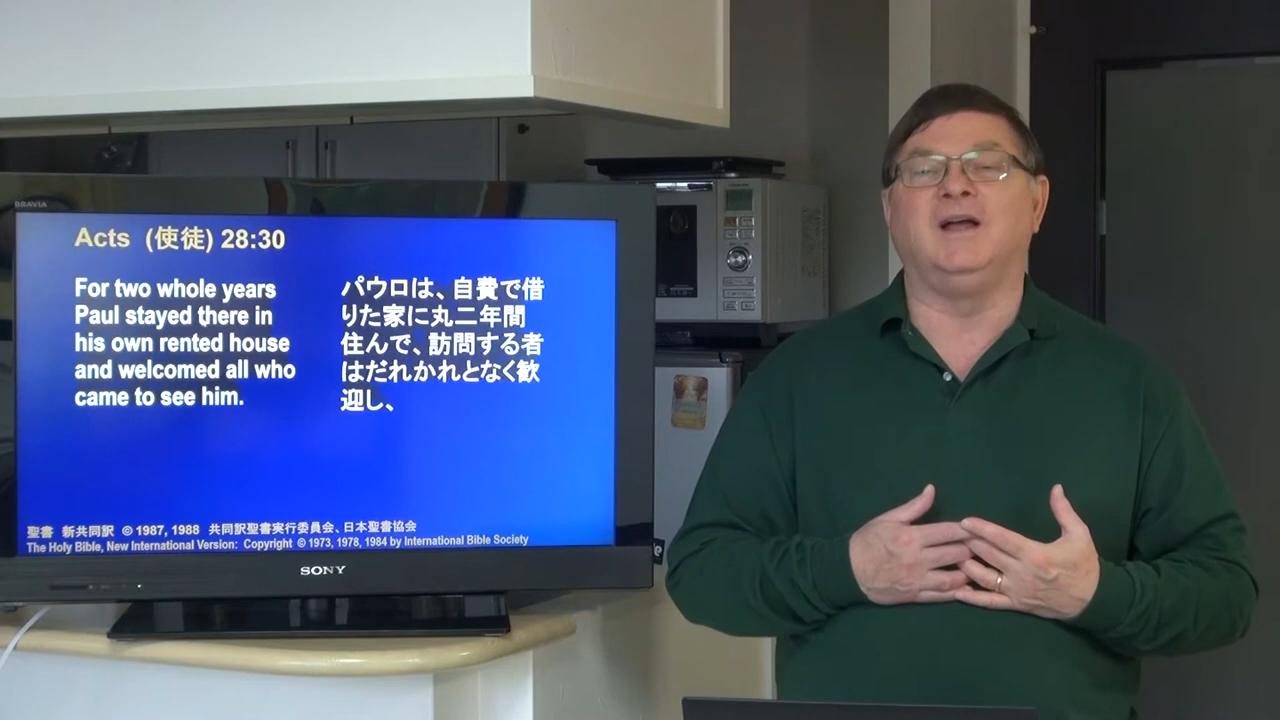 BRAVIA
Acts (使徒) 28:30
For two whole years
Paul stayed there in
his own rented house
and welcomed all who
came to see him.
パウロは、自費で借
りた家に丸二年間
住んで、訪問する者
はだれかれとなく歓
迎し、
聖書 新共同訳 © 1987, 1988 共同訳聖書実行委員会、日本聖書協会
The Holy Bible, New International Version: Copyright © 1973, 1978, 1984 by International Bible Society
SONY